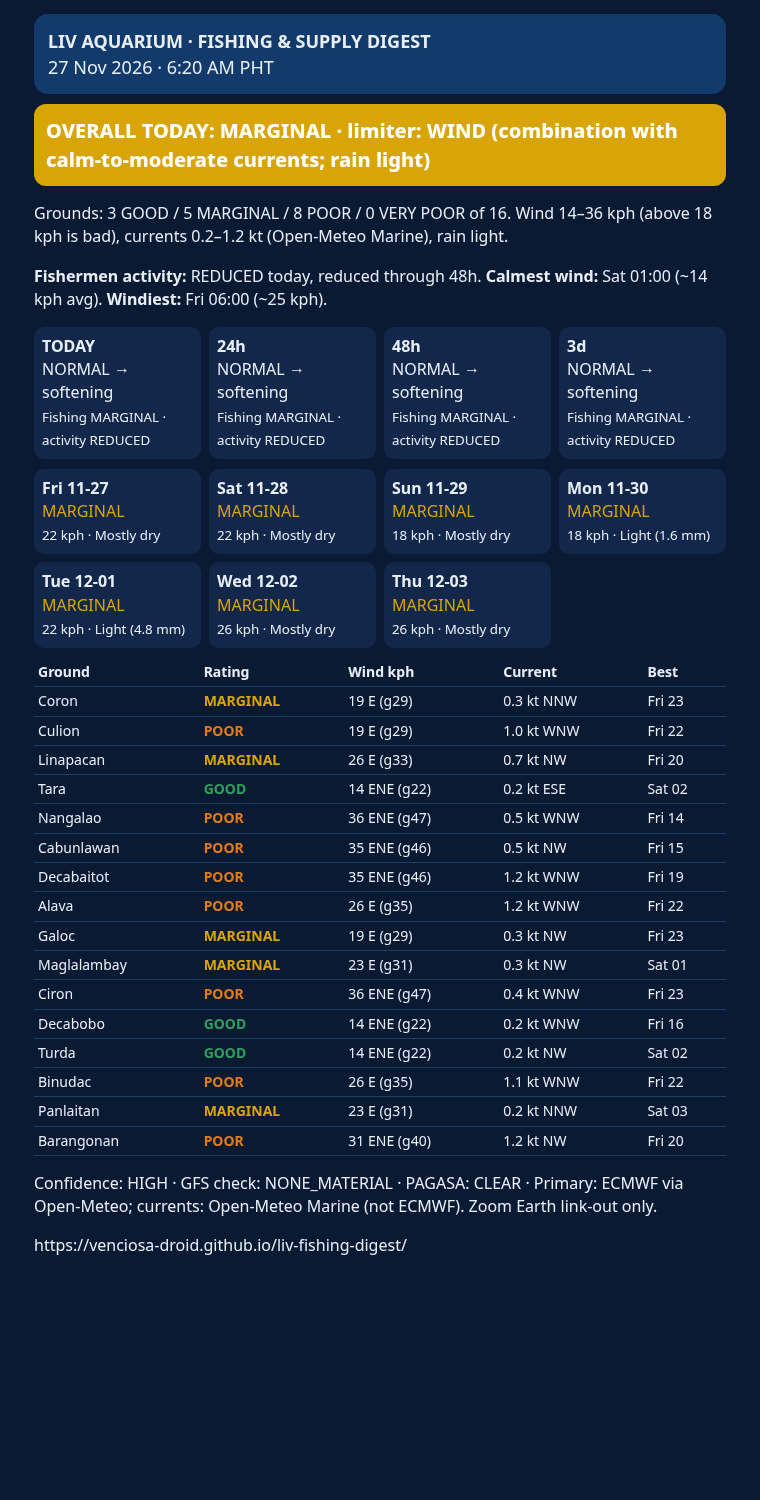 LIV AQUARIUM · FISHING & SUPPLY DIGEST
27 Nov 2026 · 6:20 AM PHT
OVERALL TODAY: MARGINAL · limiter: WIND (combination with
calm-to-moderate currents; rain light)
Grounds: 3 GOOD / 5 MARGINAL / 8 POOR / 0 VERY POOR of 16. Wind 14–36 kph (above 18
kph is bad), currents 0.2–1.2 kt (Open-Meteo Marine), rain light.
Fishermen activity: REDUCED today, reduced through 48h. Calmest wind: Sat 01:00 (~14
kph avg). Windiest: Fri 06:00 (~25 kph).
TODAY
NORMAL →
softening
Fishing MARGINAL ·
activity REDUCED
24h
NORMAL →
softening
Fishing MARGINAL ·
activity REDUCED
48h
NORMAL →
softening
Fishing MARGINAL ·
activity REDUCED
3d
NORMAL →
softening
Fishing MARGINAL ·
activity REDUCED
Fri 11-27
MARGINAL
22 kph · Mostly dry
Sat 11-28
MARGINAL
22 kph · Mostly dry
Sun 11-29
MARGINAL
18 kph · Mostly dry
Mon 11-30
MARGINAL
18 kph · Light (1.6 mm)
Tue 12-01
MARGINAL
22 kph · Light (4.8 mm)
Wed 12-02
MARGINAL
26 kph · Mostly dry
Thu 12-03
MARGINAL
26 kph · Mostly dry
Ground Rating Wind kph Current Best
Coron MARGINAL 19 E (g29) 0.3 kt NNW Fri 23
Culion POOR 19 E (g29) 1.0 kt WNW Fri 22
Linapacan MARGINAL 26 E (g33) 0.7 kt NW Fri 20
Tara GOOD 14 ENE (g22) 0.2 kt ESE Sat 02
Nangalao POOR 36 ENE (g47) 0.5 kt WNW Fri 14
Cabunlawan POOR 35 ENE (g46) 0.5 kt NW Fri 15
Decabaitot POOR 35 ENE (g46) 1.2 kt WNW Fri 19
Alava POOR 26 E (g35) 1.2 kt WNW Fri 22
Galoc MARGINAL 19 E (g29) 0.3 kt NW Fri 23
Maglalambay MARGINAL 23 E (g31) 0.3 kt NW Sat 01
Ciron POOR 36 ENE (g47) 0.4 kt WNW Fri 23
Decabobo GOOD 14 ENE (g22) 0.2 kt WNW Fri 16
Turda GOOD 14 ENE (g22) 0.2 kt NW Sat 02
Binudac POOR 26 E (g35) 1.1 kt WNW Fri 22
Panlaitan MARGINAL 23 E (g31) 0.2 kt NNW Sat 03
Barangonan POOR 31 ENE (g40) 1.2 kt NW Fri 20
Confidence: HIGH · GFS check: NONE_MATERIAL · PAGASA: CLEAR · Primary: ECMWF via
Open-Meteo; currents: Open-Meteo Marine (not ECMWF). Zoom Earth link-out only.
https://venciosa-droid.github.io/liv-fishing-digest/